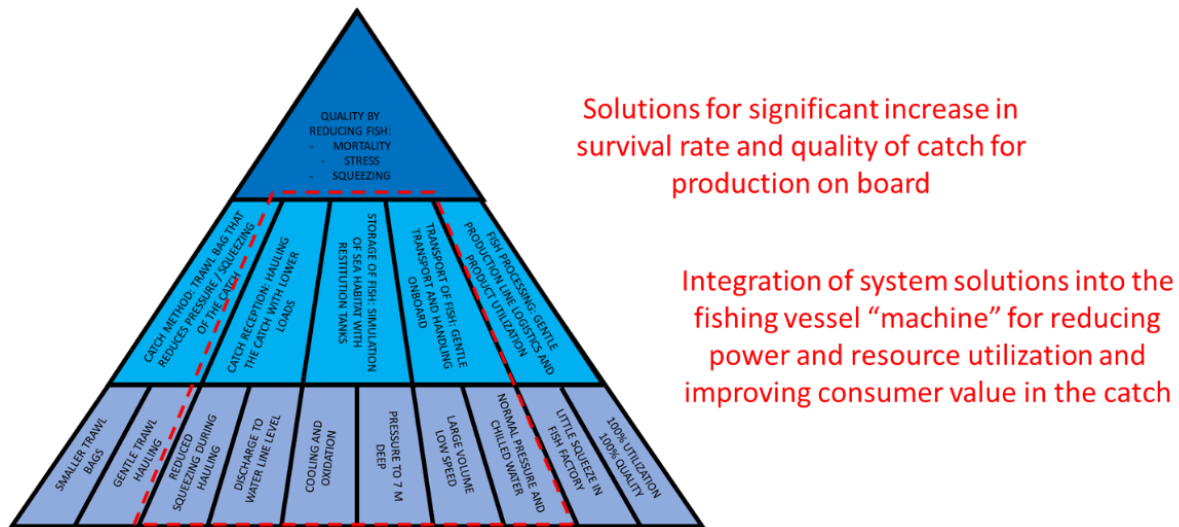 QUALITY BY
REDUCING FISH:
- MORTALITY
- STRESS
- SQUEEZING
CATCH METHOD: TRAWL BAG THAT
REDUCES PRESSURE / SQUEEZING
OF THE CATCH
CATCH RECEPTION: HAULING
THE CATCH WITH LOWER
LOADS
STORAGE OF FISH: SIMULATION
OF SEA HABITAT WITH
RESTITUTION TANKS
TRANSPORT OF FISH: GENTLE
TRANSPORT AND HANDLING
ONBOARD
FISH PROCESSING: GENTLE
PRODUCTION LINE LOGISTICS AND
PRODUCT UTILIZATION
SMALLER TRAWL
BAGS
GENTLE TRAWL
HAULING
REDUCED
SQUEEZING DURING
HAULING
DISCHARGE TO
WATER LINE LEVEL
COOLING AND
OXIDATION
PRESSURE TO 7 M
DEEP
LARGE VOLUME
LOW SPEED
NORMAL PRESSURE AND
CHILLED WATER
LITTLE SQUEEZE IN
FISH FACTORY
100% UTILIZATION
100% QUALITY
Solutions for significant increase in
survival rate and quality of catch for
production on board
Integration of system solutions into the
fishing vessel “machine” for reducing
power and resource utilization and
improving consumer value in the catch